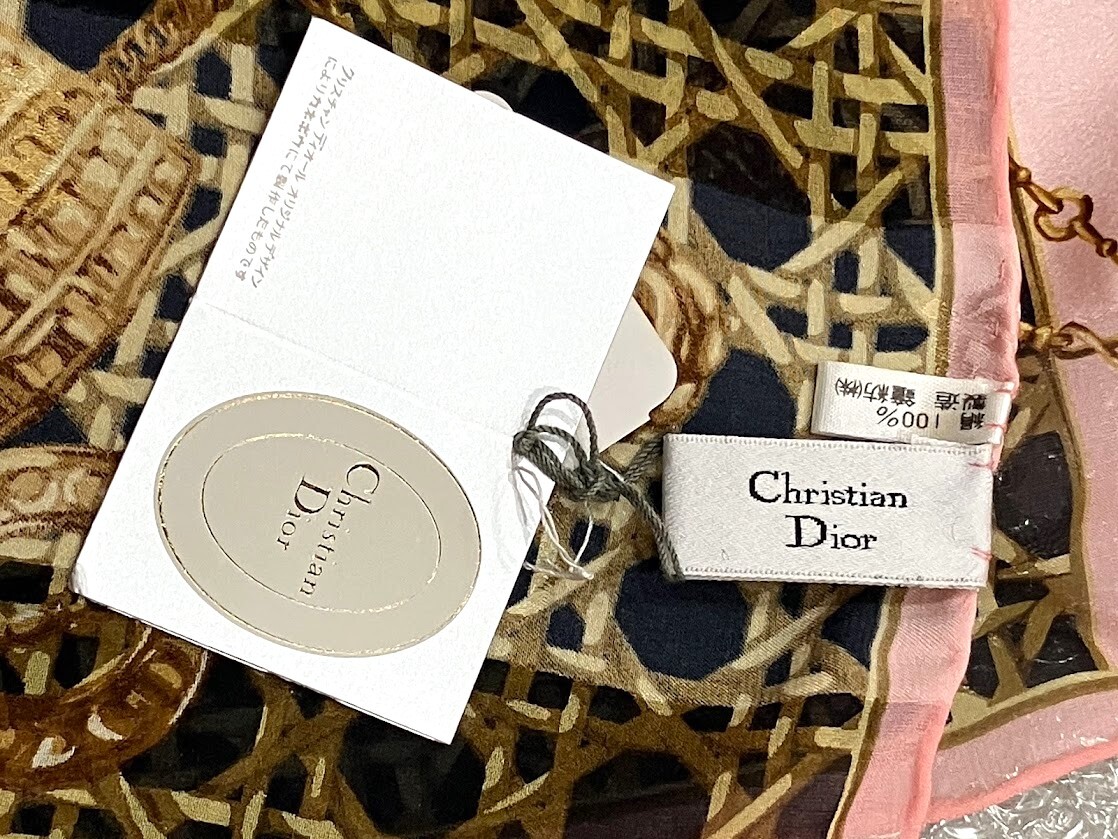 クリスチャン ディオール オリジナルデザイン
により日本国内にて製作したものです
Christian
Dior
絹 100%
製造 鐘紡(株)
Christian
Dior